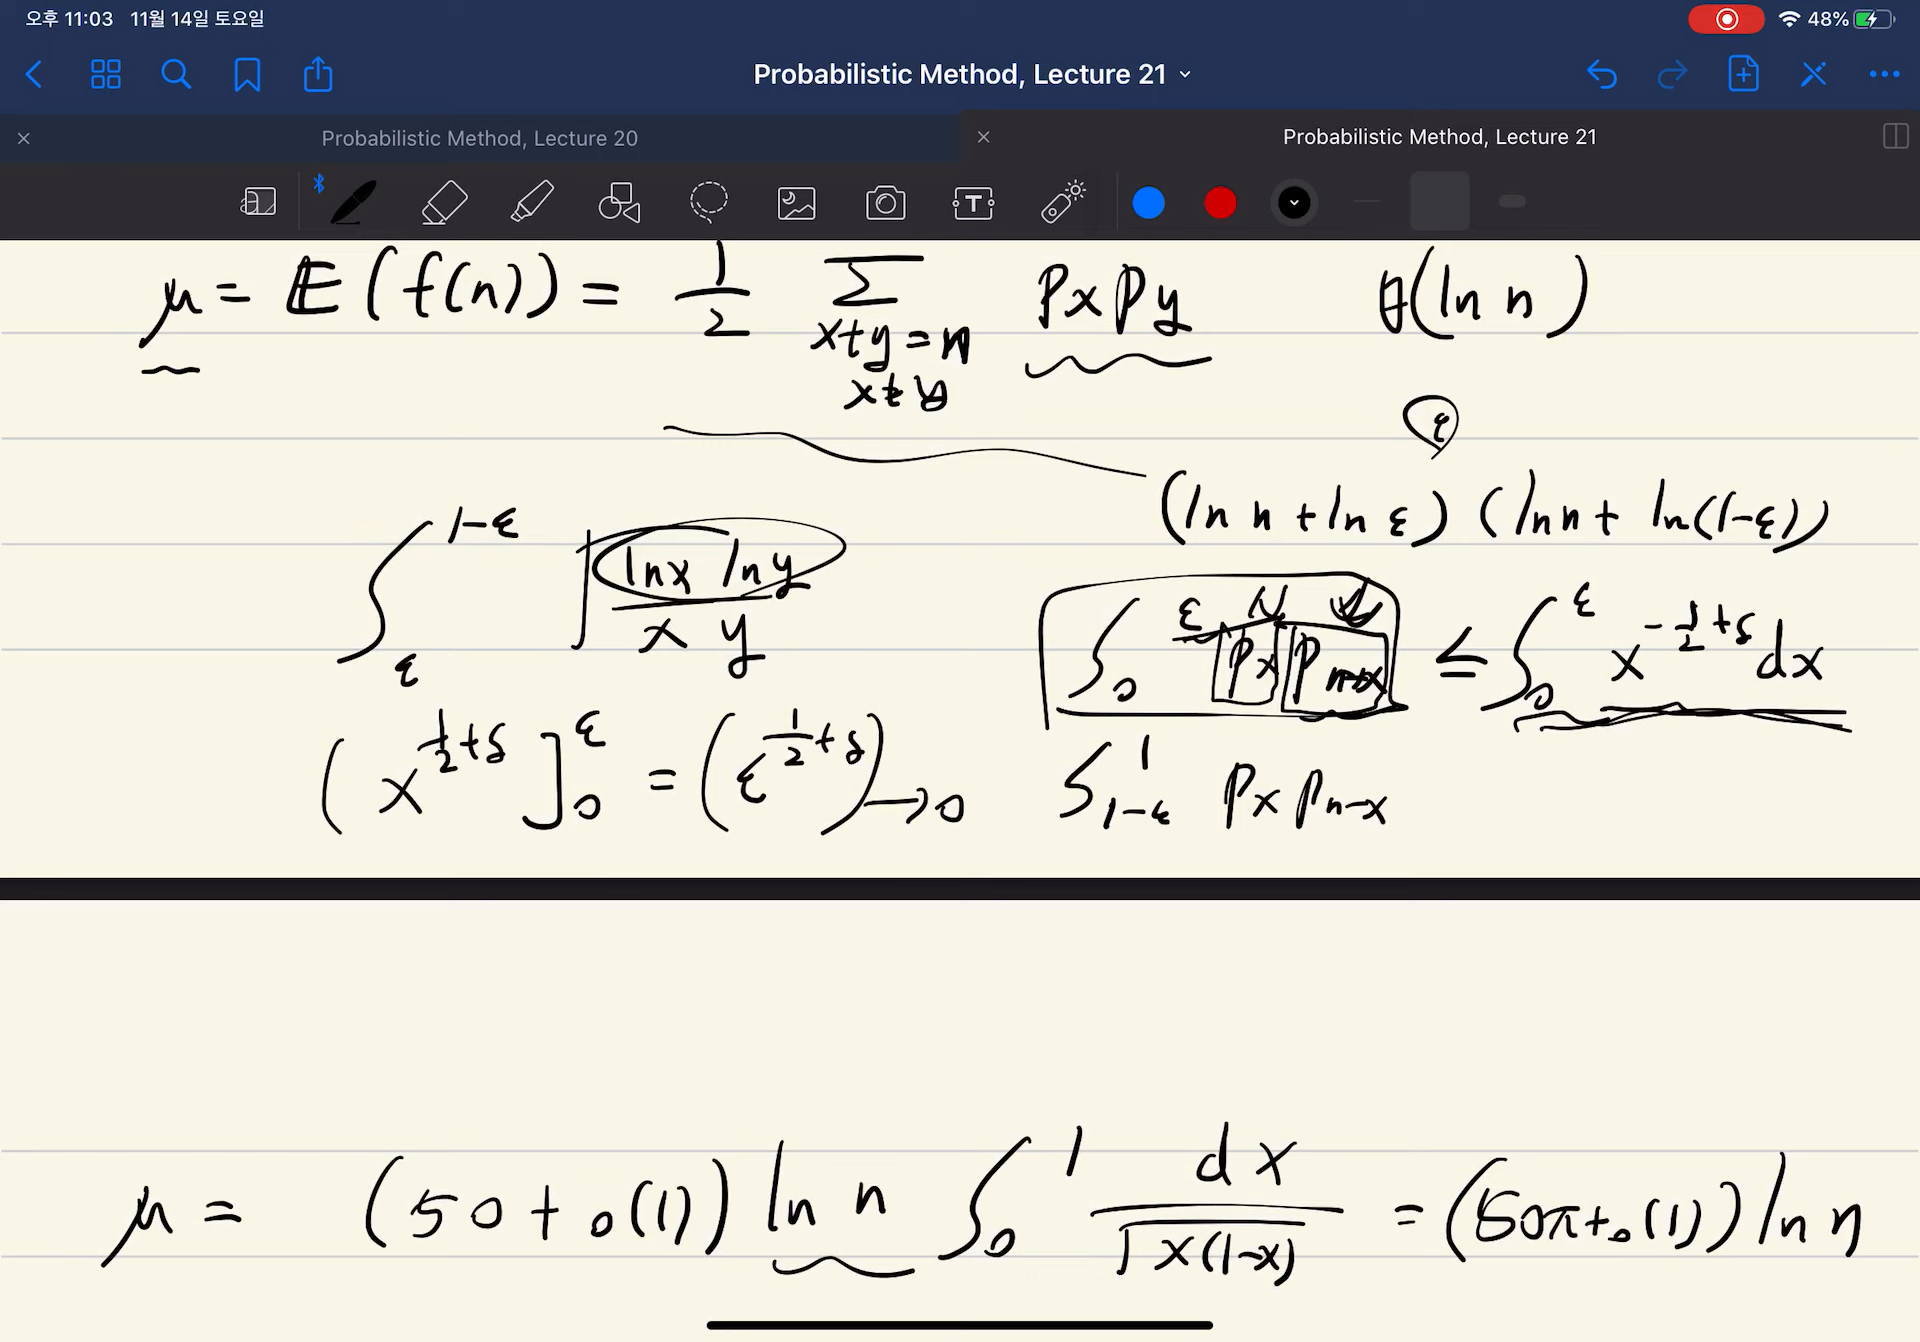 오후 11:03 11월 14일 토요일
48%
Probabilistic Method, Lecture 21
Probabilistic Method, Lecture 20
Probabilistic Method, Lecture 21
μ = E(f(n)) = 1/2 Σ_{x+y=n, x≠y} p_x p_y θ(ln n)
ε
(ln n + ln ε)(ln n + ln(1-ε))
∫_ε^{1-ε} √(ln x ln y / x y)
∫_0^ε p_x p_{n-x} ≤ ∫_0^ε x^{-1/2+δ} dx
(x^{1/2+δ}]_0^ε = (ε^{1/2+δ}) → 0
∫_{1-ε}^1 p_x p_{n-x}
μ = (50+o(1)) ln n ∫_0^1 dx/√x(1-x) = (50π+o(1)) ln n